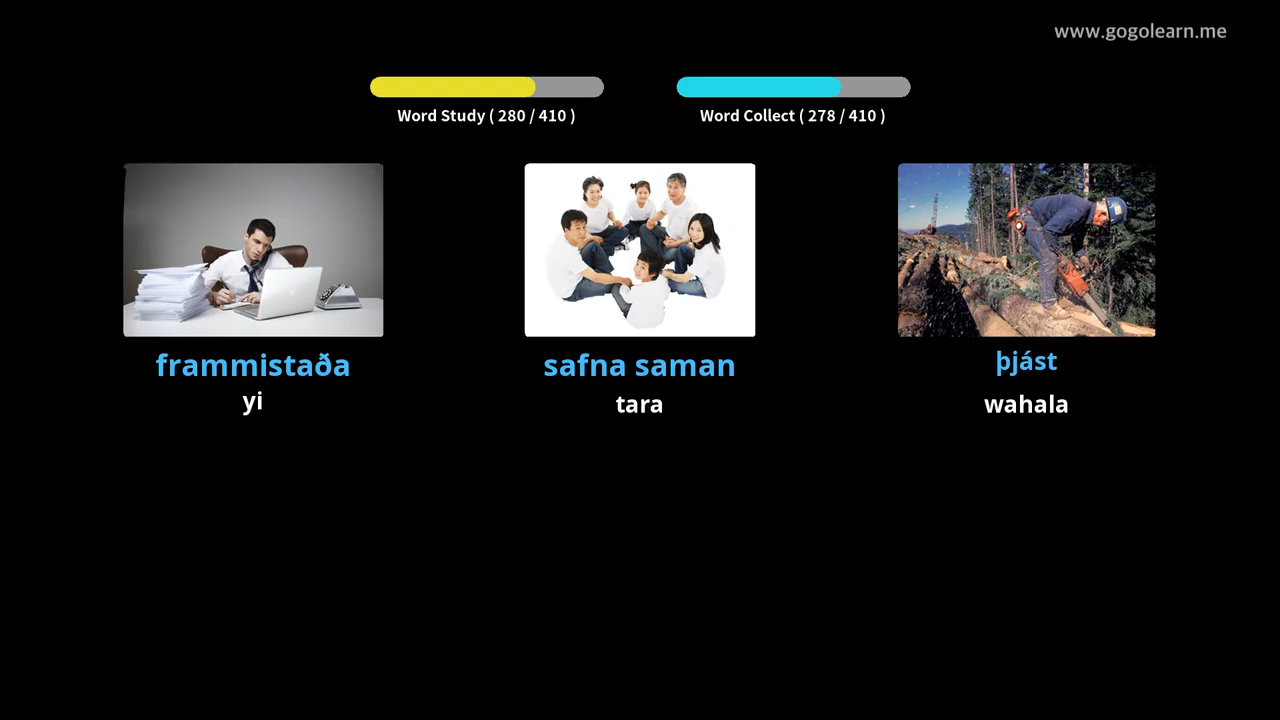 www.gogolearn.me
Word Study ( 280 / 410 )
Word Collect ( 278 / 410 )
frammistaða
safna saman
þjást
yi
tara
wahala